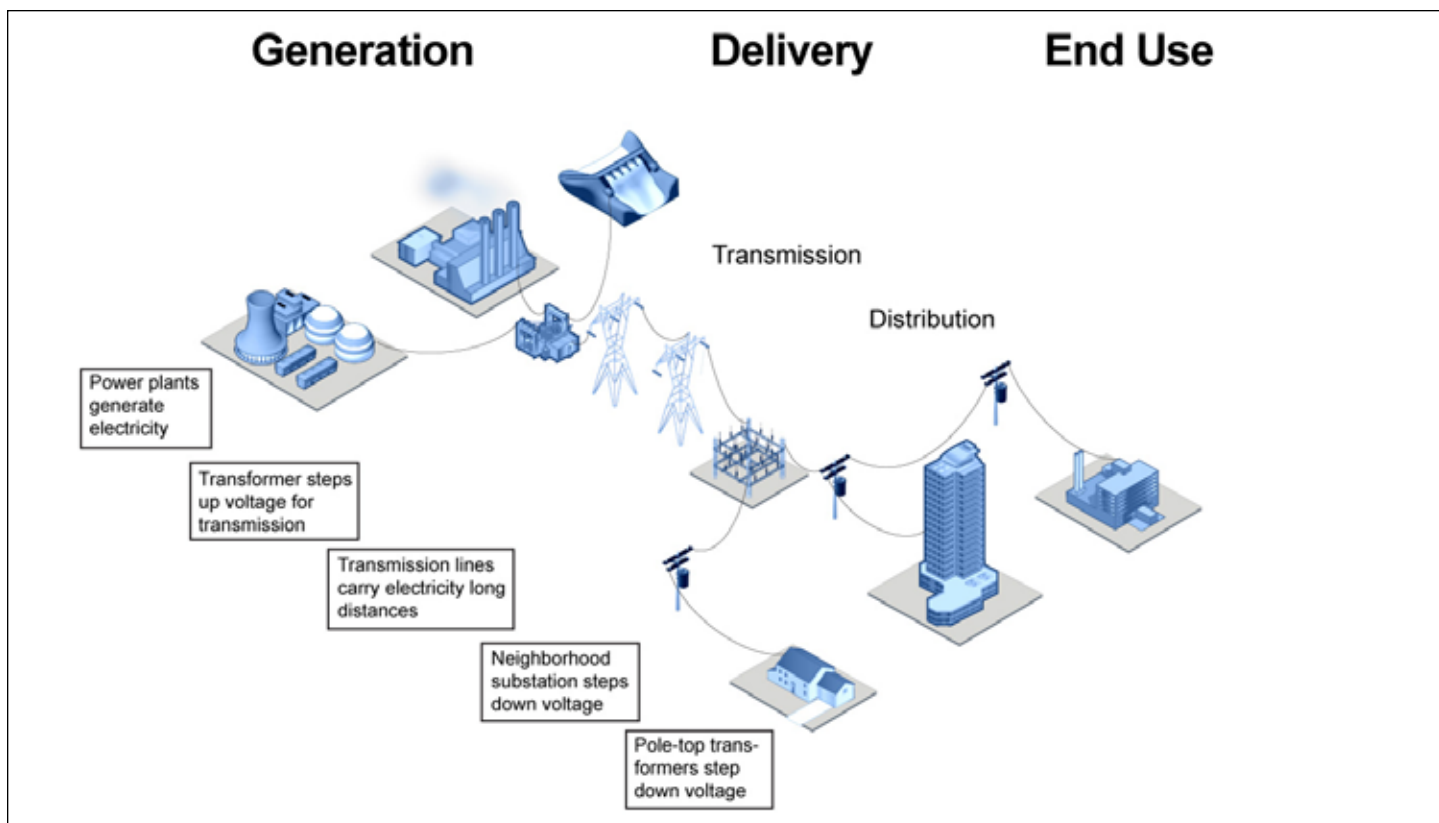 Generation
Delivery
End Use
Transmission
Distribution
Power plants
generate
electricity
Transformer steps
up voltage for
transmission
Transmission lines
carry electricity long
distances
Neighborhood
substation steps
down voltage
Pole-top trans-
formers step
down voltage